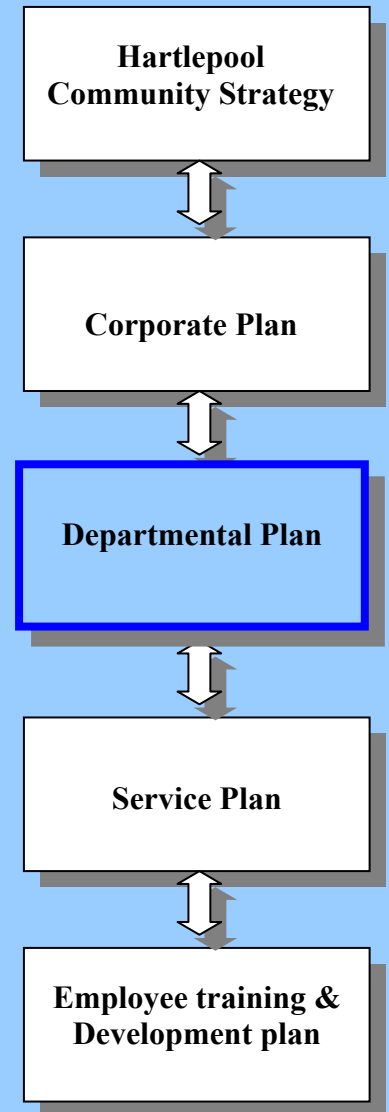 Hartlepool
Community Strategy
Corporate Plan
Departmental Plan
Service Plan
Employee training &
Development plan